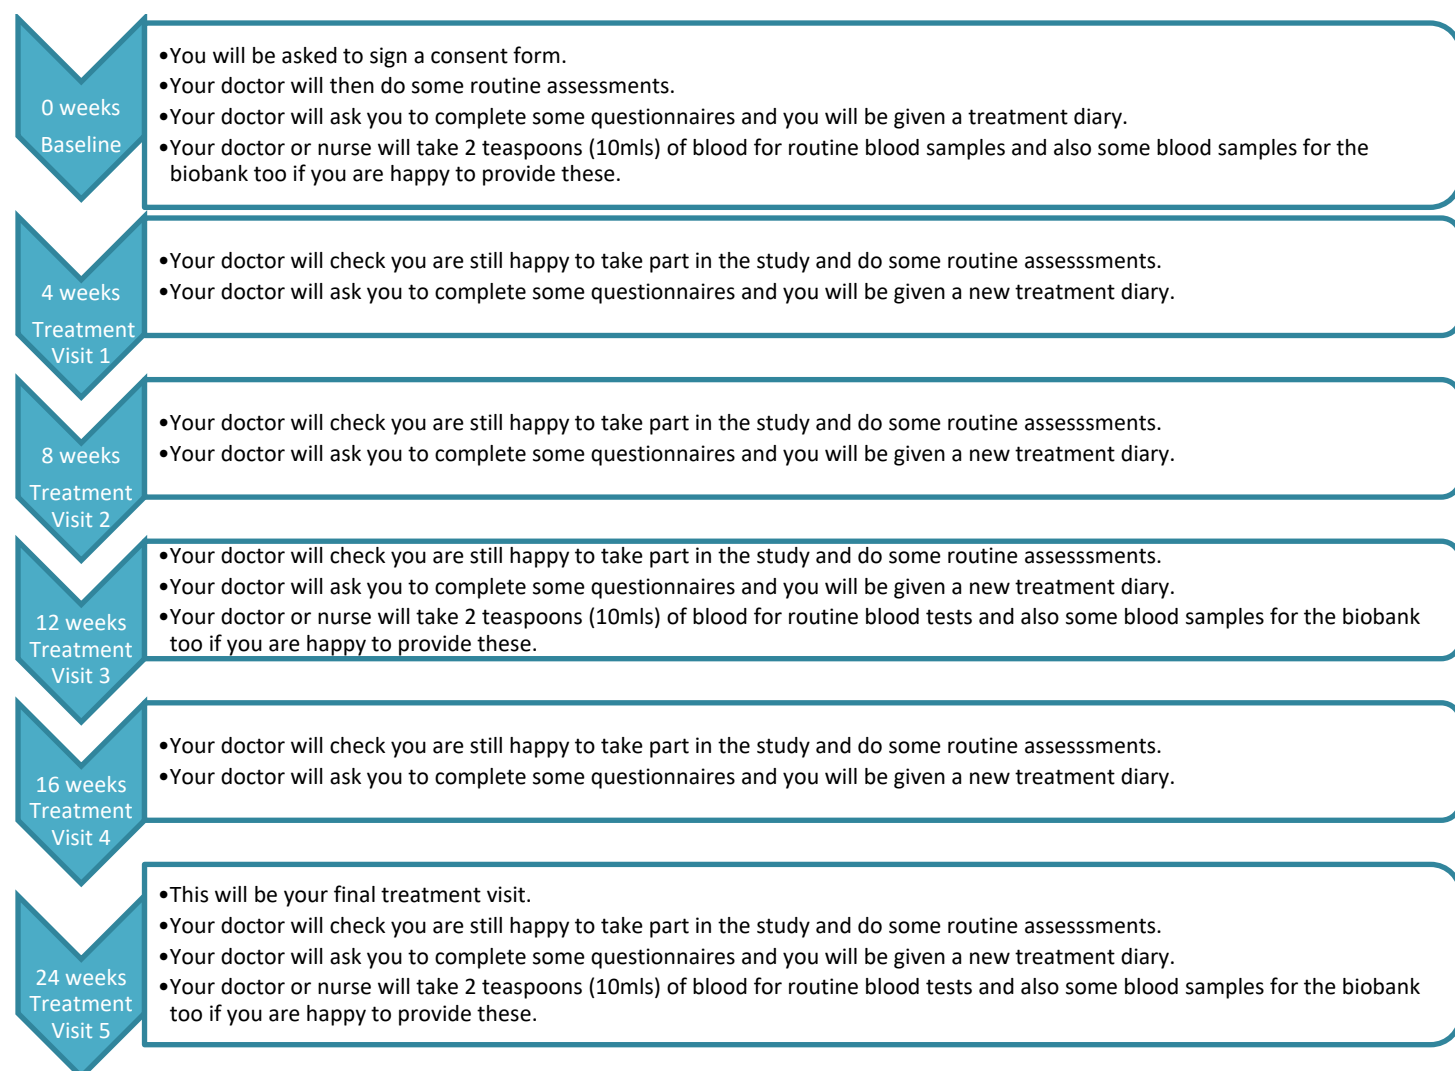 0 weeks
Baseline
•You will be asked to sign a consent form.
•Your doctor will then do some routine assessments.
•Your doctor will ask you to complete some questionnaires and you will be given a treatment diary.
•Your doctor or nurse will take 2 teaspoons (10mls) of blood for routine blood samples and also some blood samples for the
biobank too if you are happy to provide these.
4 weeks
Treatment
Visit 1
•Your doctor will check you are still happy to take part in the study and do some routine assesssments.
•Your doctor will ask you to complete some questionnaires and you will be given a new treatment diary.
8 weeks
Treatment
Visit 2
•Your doctor will check you are still happy to take part in the study and do some routine assesssments.
•Your doctor will ask you to complete some questionnaires and you will be given a new treatment diary.
12 weeks
Treatment
Visit 3
•Your doctor will check you are still happy to take part in the study and do some routine assesssments.
•Your doctor will ask you to complete some questionnaires and you will be given a new treatment diary.
•Your doctor or nurse will take 2 teaspoons (10mls) of blood for routine blood tests and also some blood samples for the biobank
too if you are happy to provide these.
16 weeks
Treatment
Visit 4
•Your doctor will check you are still happy to take part in the study and do some routine assesssments.
•Your doctor will ask you to complete some questionnaires and you will be given a new treatment diary.
24 weeks
Treatment
Visit 5
•This will be your final treatment visit.
•Your doctor will check you are still happy to take part in the study and do some routine assesssments.
•Your doctor will ask you to complete some questionnaires and you will be given a new treatment diary.
•Your doctor or nurse will take 2 teaspoons (10mls) of blood for routine blood tests and also some blood samples for the biobank
too if you are happy to provide these.